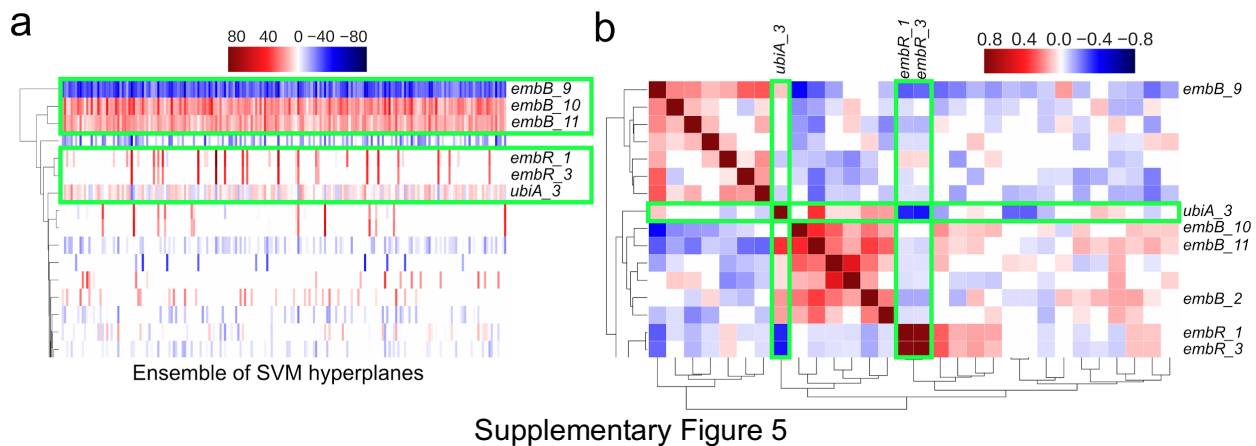 a
80 40 0 −40 −80
embB_9
embB_10
embB_11
embR_1
embR_3
ubiA_3
Ensemble of SVM hyperplanes
b
ubiA_3
embR_1
embR_3
0.8 0.4 0.0 −0.4 −0.8
embB_9
ubiA_3
embB_10
embB_11
embB_2
embR_1
embR_3
Supplementary Figure 5